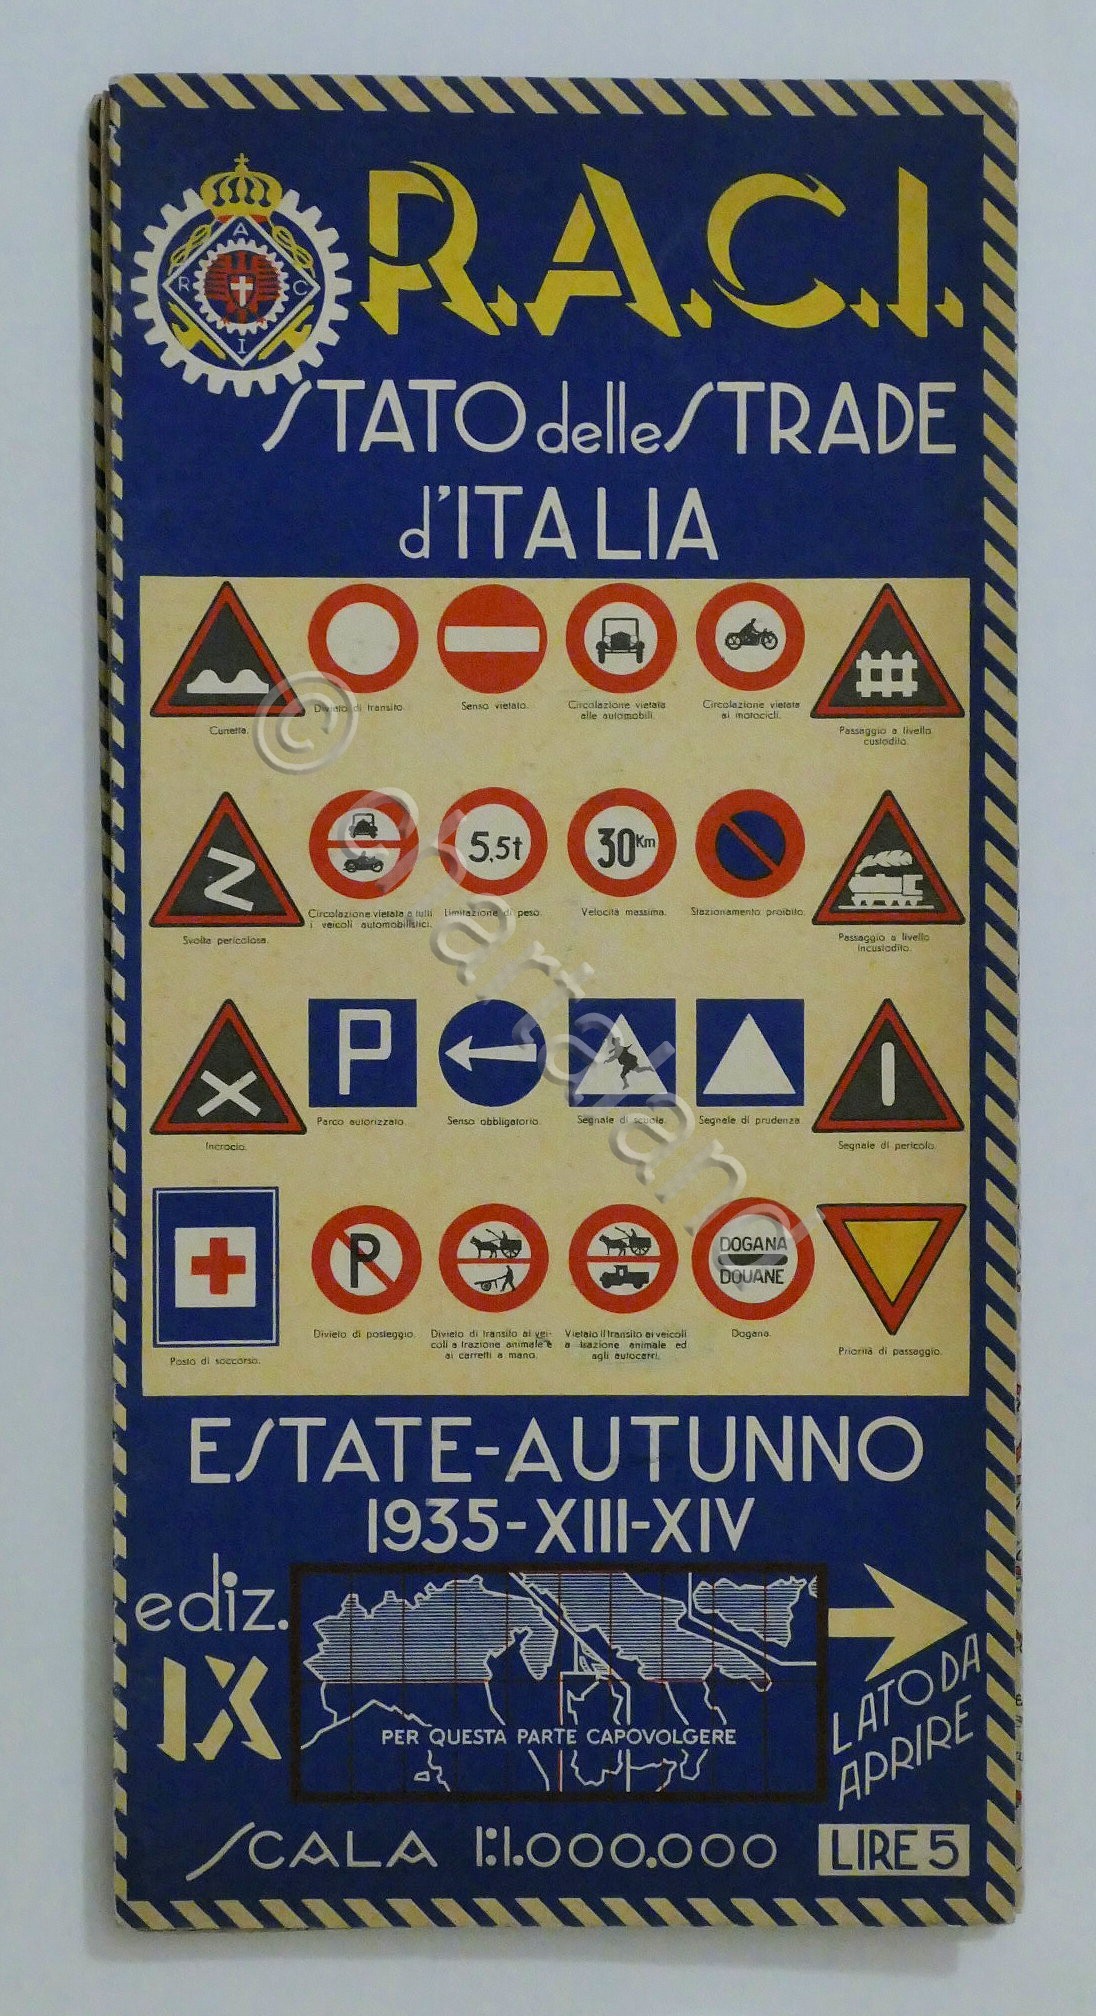 R.A.C.I.
A
R C
I
STATO delle STRADE
d'ITALIA
Cunetta.
Divieto di transito.
Senso vietato.
Circolazione vietata
alle automobili.
Circolazione vietata
ai motocicli.
Passaggio a livello
custodito.
Svolta pericolosa.
Circolazione vietata a tutti
i veicoli automobilistici.
5,5t
Limitazione di peso.
30 Km
Velocità massima.
Stazionamento proibito.
Passaggio a livello
incustodito.
Incrocio.
P
Parco autorizzato.
Senso obbligatorio.
Segnale di scuola.
Segnale di prudenza
Segnale di pericolo.
Posto di soccorso.
P
Divieto di posteggio.
Divieto di transito ai vei-
coli a trazione animale e
ai carretti a mano.
Vietato il transito ai veicoli
a trazione animale ed
agli autocarri.
DOGANA
DOUANE
Dogana.
Priorità di passaggio.
© chartaland
ESTATE-AUTUNNO
1935-XIII-XIV
ediz.
IX
PER QUESTA PARTE CAPOVOLGERE
LATO DA
APRIRE
SCALA 1:1.000.000
LIRE 5